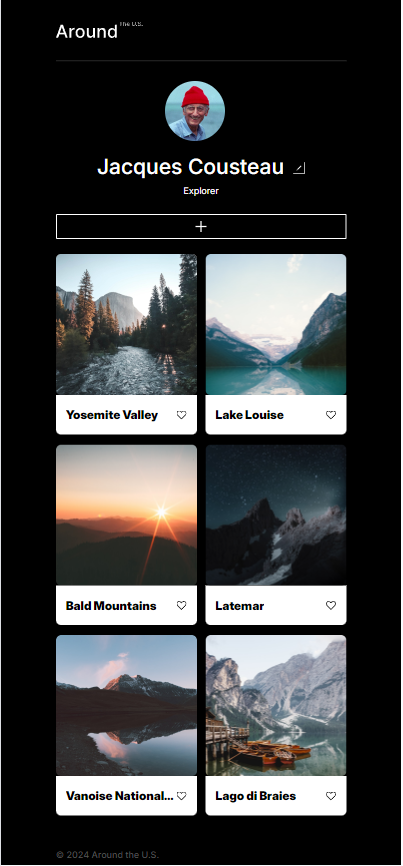 Around The U.S.
Jacques Cousteau
Explorer
Yosemite Valley
Lake Louise
Bald Mountains
Latemar
Vanoise National...
Lago di Braies
© 2024 Around the U.S.